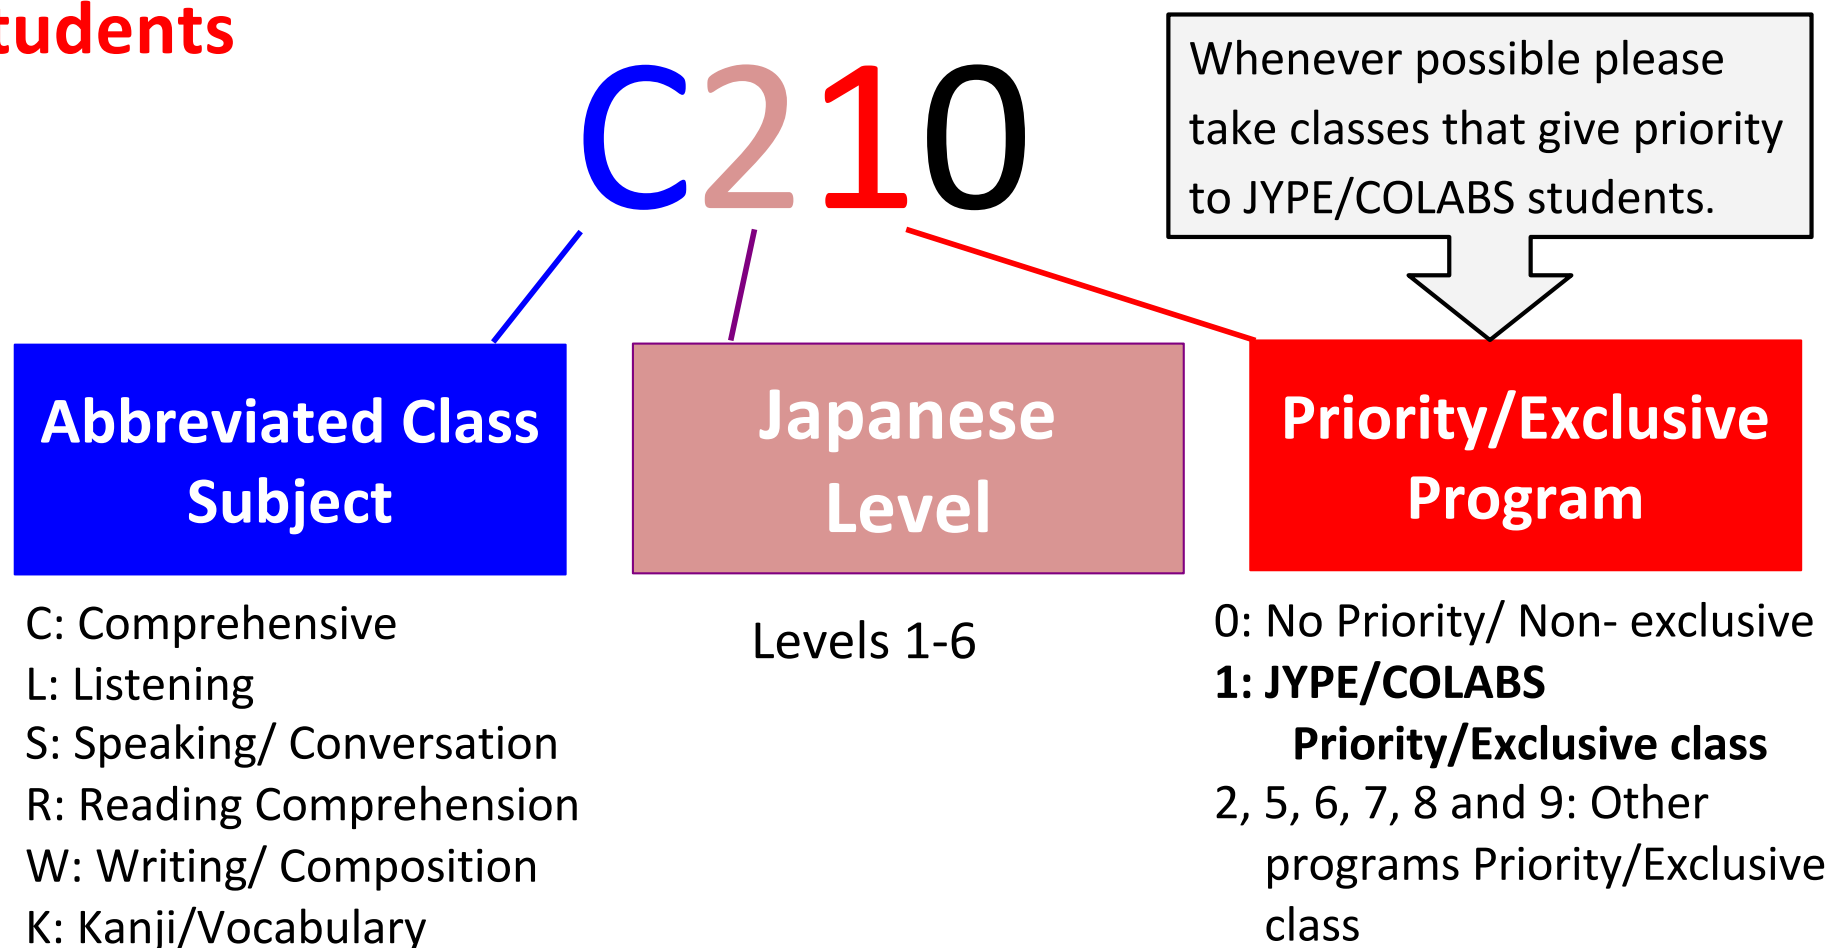 tudents
C210
Whenever possible please
take classes that give priority
to JYPE/COLABS students.
Abbreviated Class
Subject
Japanese
Level
Priority/Exclusive
Program
C: Comprehensive
L: Listening
S: Speaking/ Conversation
R: Reading Comprehension
W: Writing/ Composition
K: Kanji/Vocabulary
Levels 1-6
0: No Priority/ Non- exclusive
1: JYPE/COLABS
Priority/Exclusive class
2, 5, 6, 7, 8 and 9: Other
programs Priority/Exclusive
class